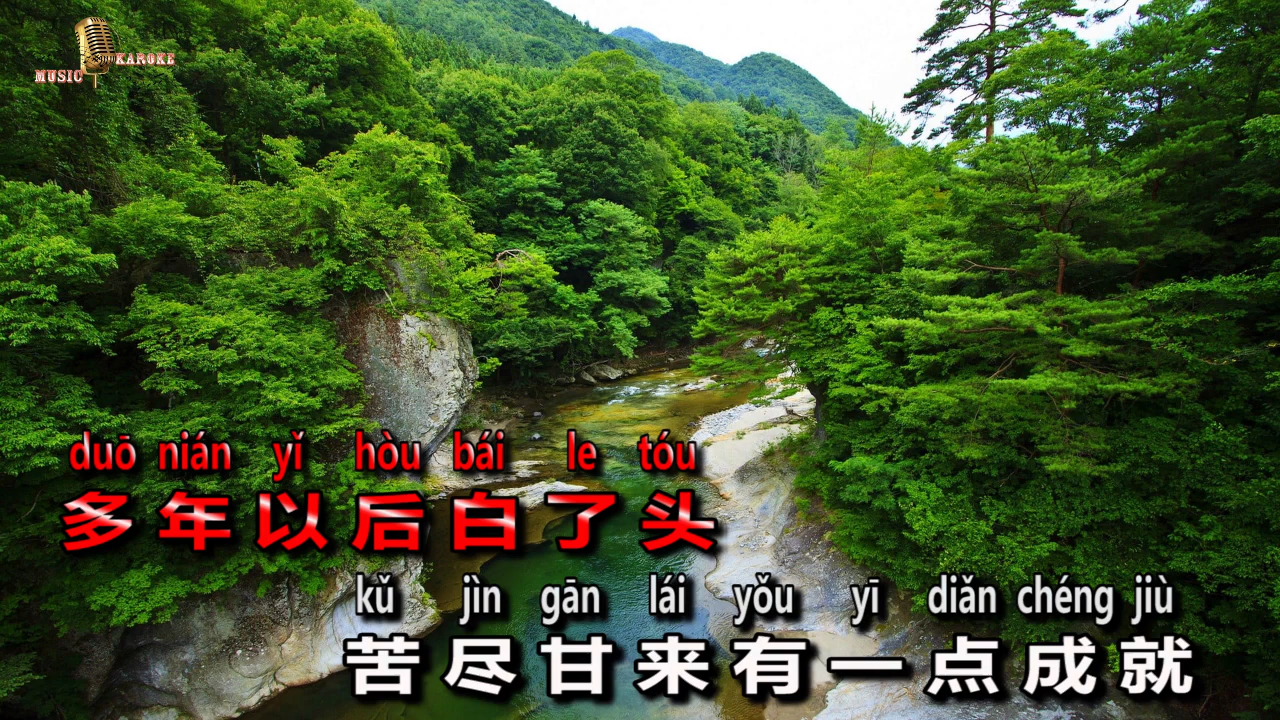 MUSIC KAROKE
duō nián yǐ hòu bái le tóu
多年以后白了头
kǔ jìn gān lái yǒu yī diǎn chéng jiù
苦尽甘来有一点成就